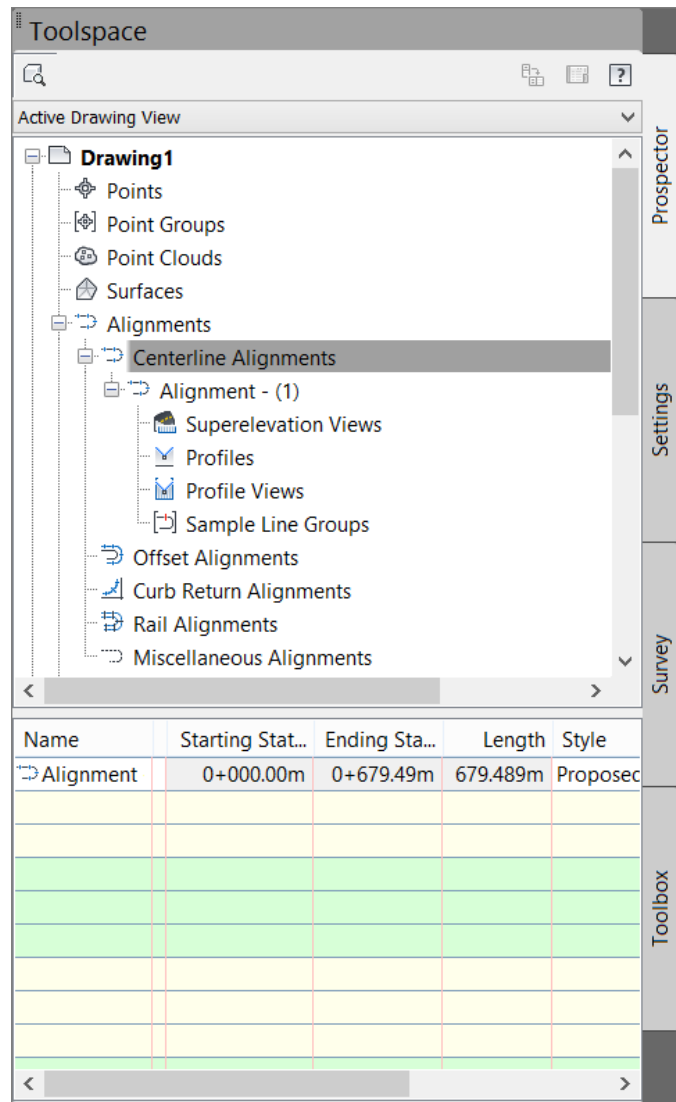 Toolspace
?
Active Drawing View
Drawing1
Points
Point Groups
Point Clouds
Surfaces
Alignments
Centerline Alignments
Alignment - (1)
Superelevation Views
Profiles
Profile Views
Sample Line Groups
Offset Alignments
Curb Return Alignments
Rail Alignments
Miscellaneous Alignments
Name Starting Stat... Ending Sta... Length Style
Alignment 0+000.00m 0+679.49m 679.489m Proposed
Prospector
Settings
Survey
Toolbox